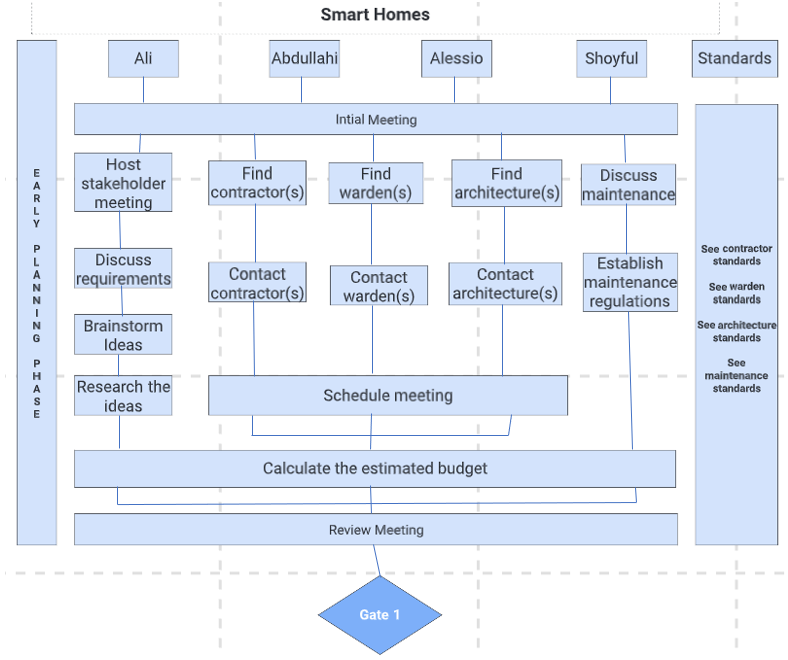 Smart Homes
Ali
Abdullahi
Alessio
Shoyful
Standards
Intial Meeting
EARLY PLANNING PHASE
Host
stakeholder
meeting
Find
contractor(s)
Find
warden(s)
Find
architecture(s)
Discuss
maintenance
Discuss
requirements
Contact
contractor(s)
Contact
warden(s)
Contact
architecture(s)
Establish
maintenance
regulations
Brainstorm
Ideas
Research the
ideas
Schedule meeting
Calculate the estimated budget
Review Meeting
See contractor
standards
See warden
standards
See architecture
standards
See
maintenance
standards
Gate 1